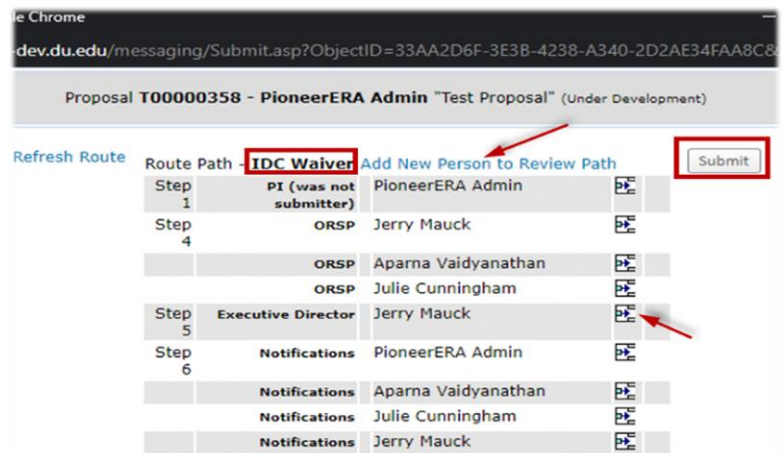 le Chrome
-dev.du.edu/messaging/Submit.asp?ObjectID=33AA2D6F-3E3B-4238-A340-2D2AE34FAA8C&
Proposal T00000358 - PioneerERA Admin "Test Proposal" (Under Development)
Refresh Route Route Path - IDC Waiver Add New Person to Review Path Submit
Step PI (was not PioneerERA Admin
1 submitter)
Step ORSP Jerry Mauck
4
ORSP Aparna Vaidyanathan
ORSP Julie Cunningham
Step Executive Director Jerry Mauck
5
Step Notifications PioneerERA Admin
6
Notifications Aparna Vaidyanathan
Notifications Julie Cunningham
Notifications Jerry Mauck